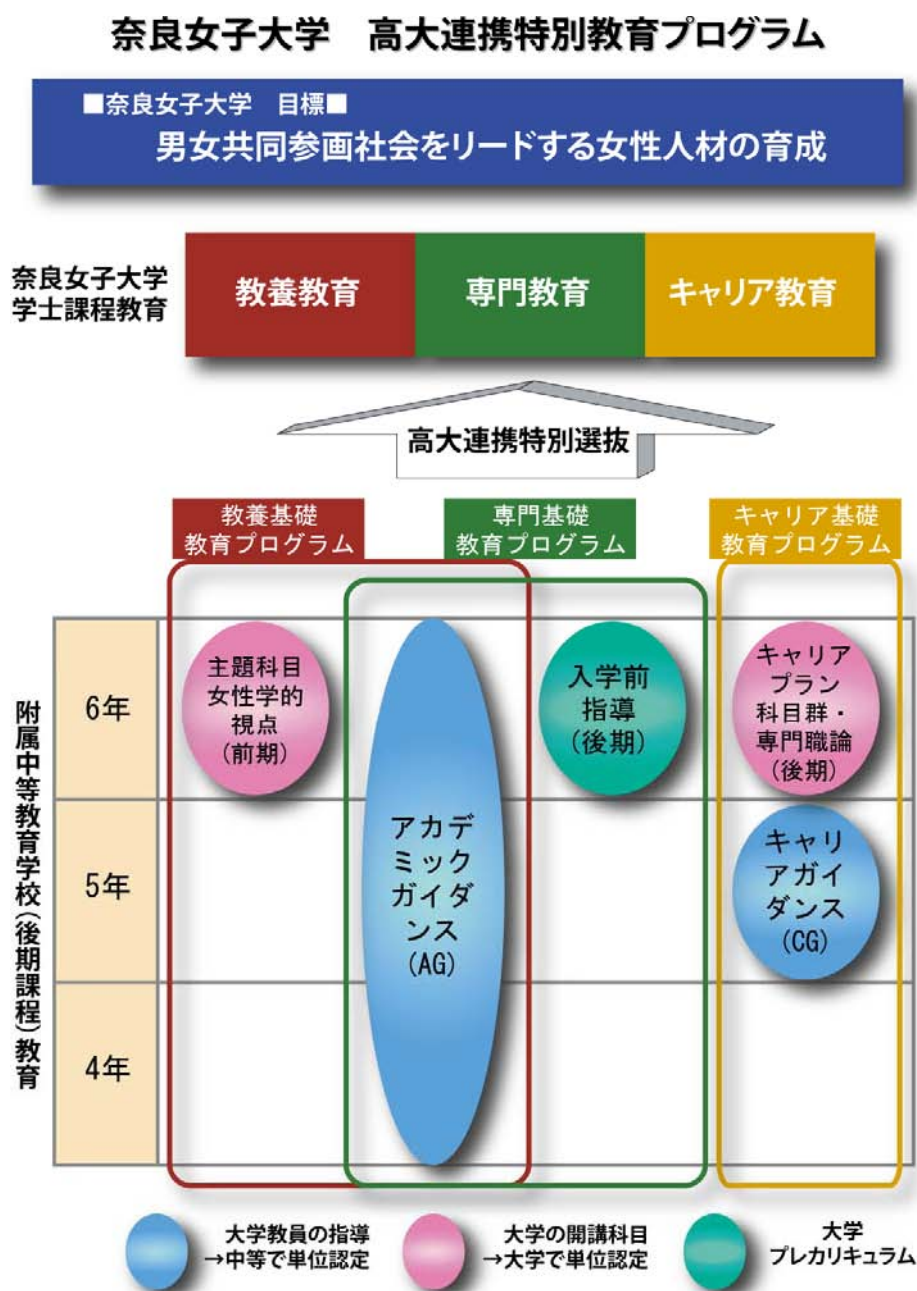 奈良女子大学　高大連携特別教育プログラム
■奈良女子大学　目標■
男女共同参画社会をリードする女性人材の育成
奈良女子大学
学士課程教育
教養教育
専門教育
キャリア教育
高大連携特別選抜
教養基礎
教育プログラム
専門基礎
教育プログラム
キャリア基礎
教育プログラム
附属中等教育学校(後期課程)教育
6年
主題科目
女性学的
視点
(前期)
入学前
指導
(後期)
キャリア
プラン
科目群・
専門職論
(後期)
5年
アカデ
ミック
ガイダ
ンス
(AG)
キャリ
アガイ
ダンス
(CG)
4年
大学教員の指導
→中等で単位認定
大学の開講科目
→大学で単位認定
大学
プレカリキュラム